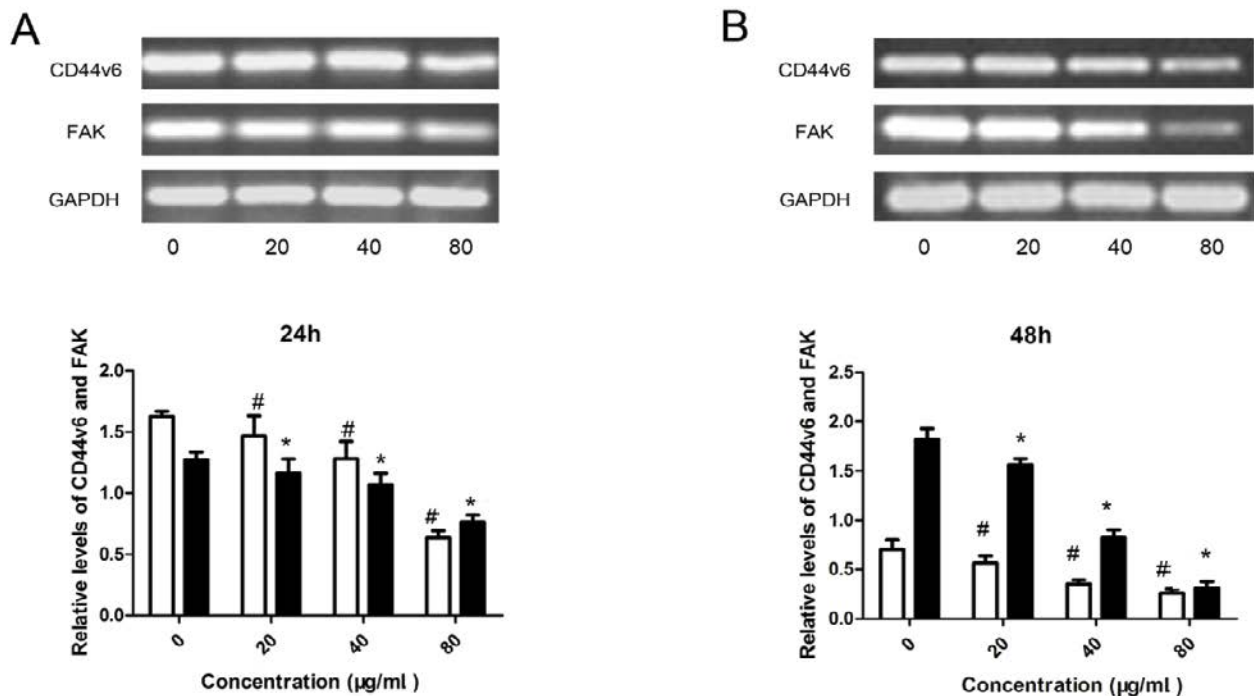 A
CD44v6
FAK
GAPDH
0 20 40 80
24h
Relative levels of CD44v6 and FAK
2.0
1.5
1.0
0.5
0.0
# # #
* * *
0 20 40 80
Concentration (µg/ml)
B
CD44v6
FAK
GAPDH
0 20 40 80
48h
Relative levels of CD44v6 and FAK
2.5
2.0
1.5
1.0
0.5
0.0
# # #
* * *
0 20 40 80
Concentration (µg/ml)